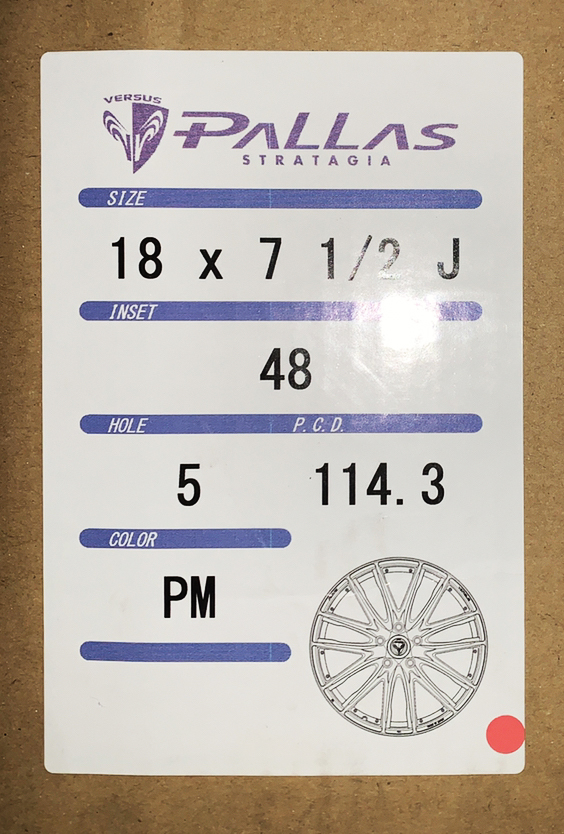 VERSUS
PALLAS
STRATAGIA
SIZE
18 x 7 1/2 J
INSET
48
HOLE P.C.D.
5 114.3
COLOR
PM